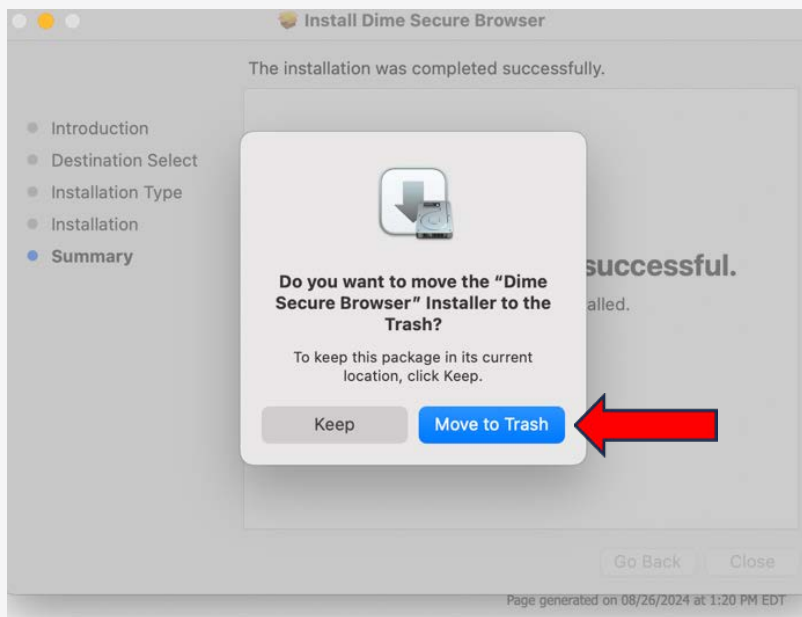 Install Dime Secure Browser
The installation was completed successfully.
Introduction
Destination Select
Installation Type
Installation
Summary
successful.
alled.
Do you want to move the “Dime
Secure Browser” Installer to the
Trash?
To keep this package in its current
location, click Keep.
Keep Move to Trash
Go Back Close
Page generated on 08/26/2024 at 1:20 PM EDT